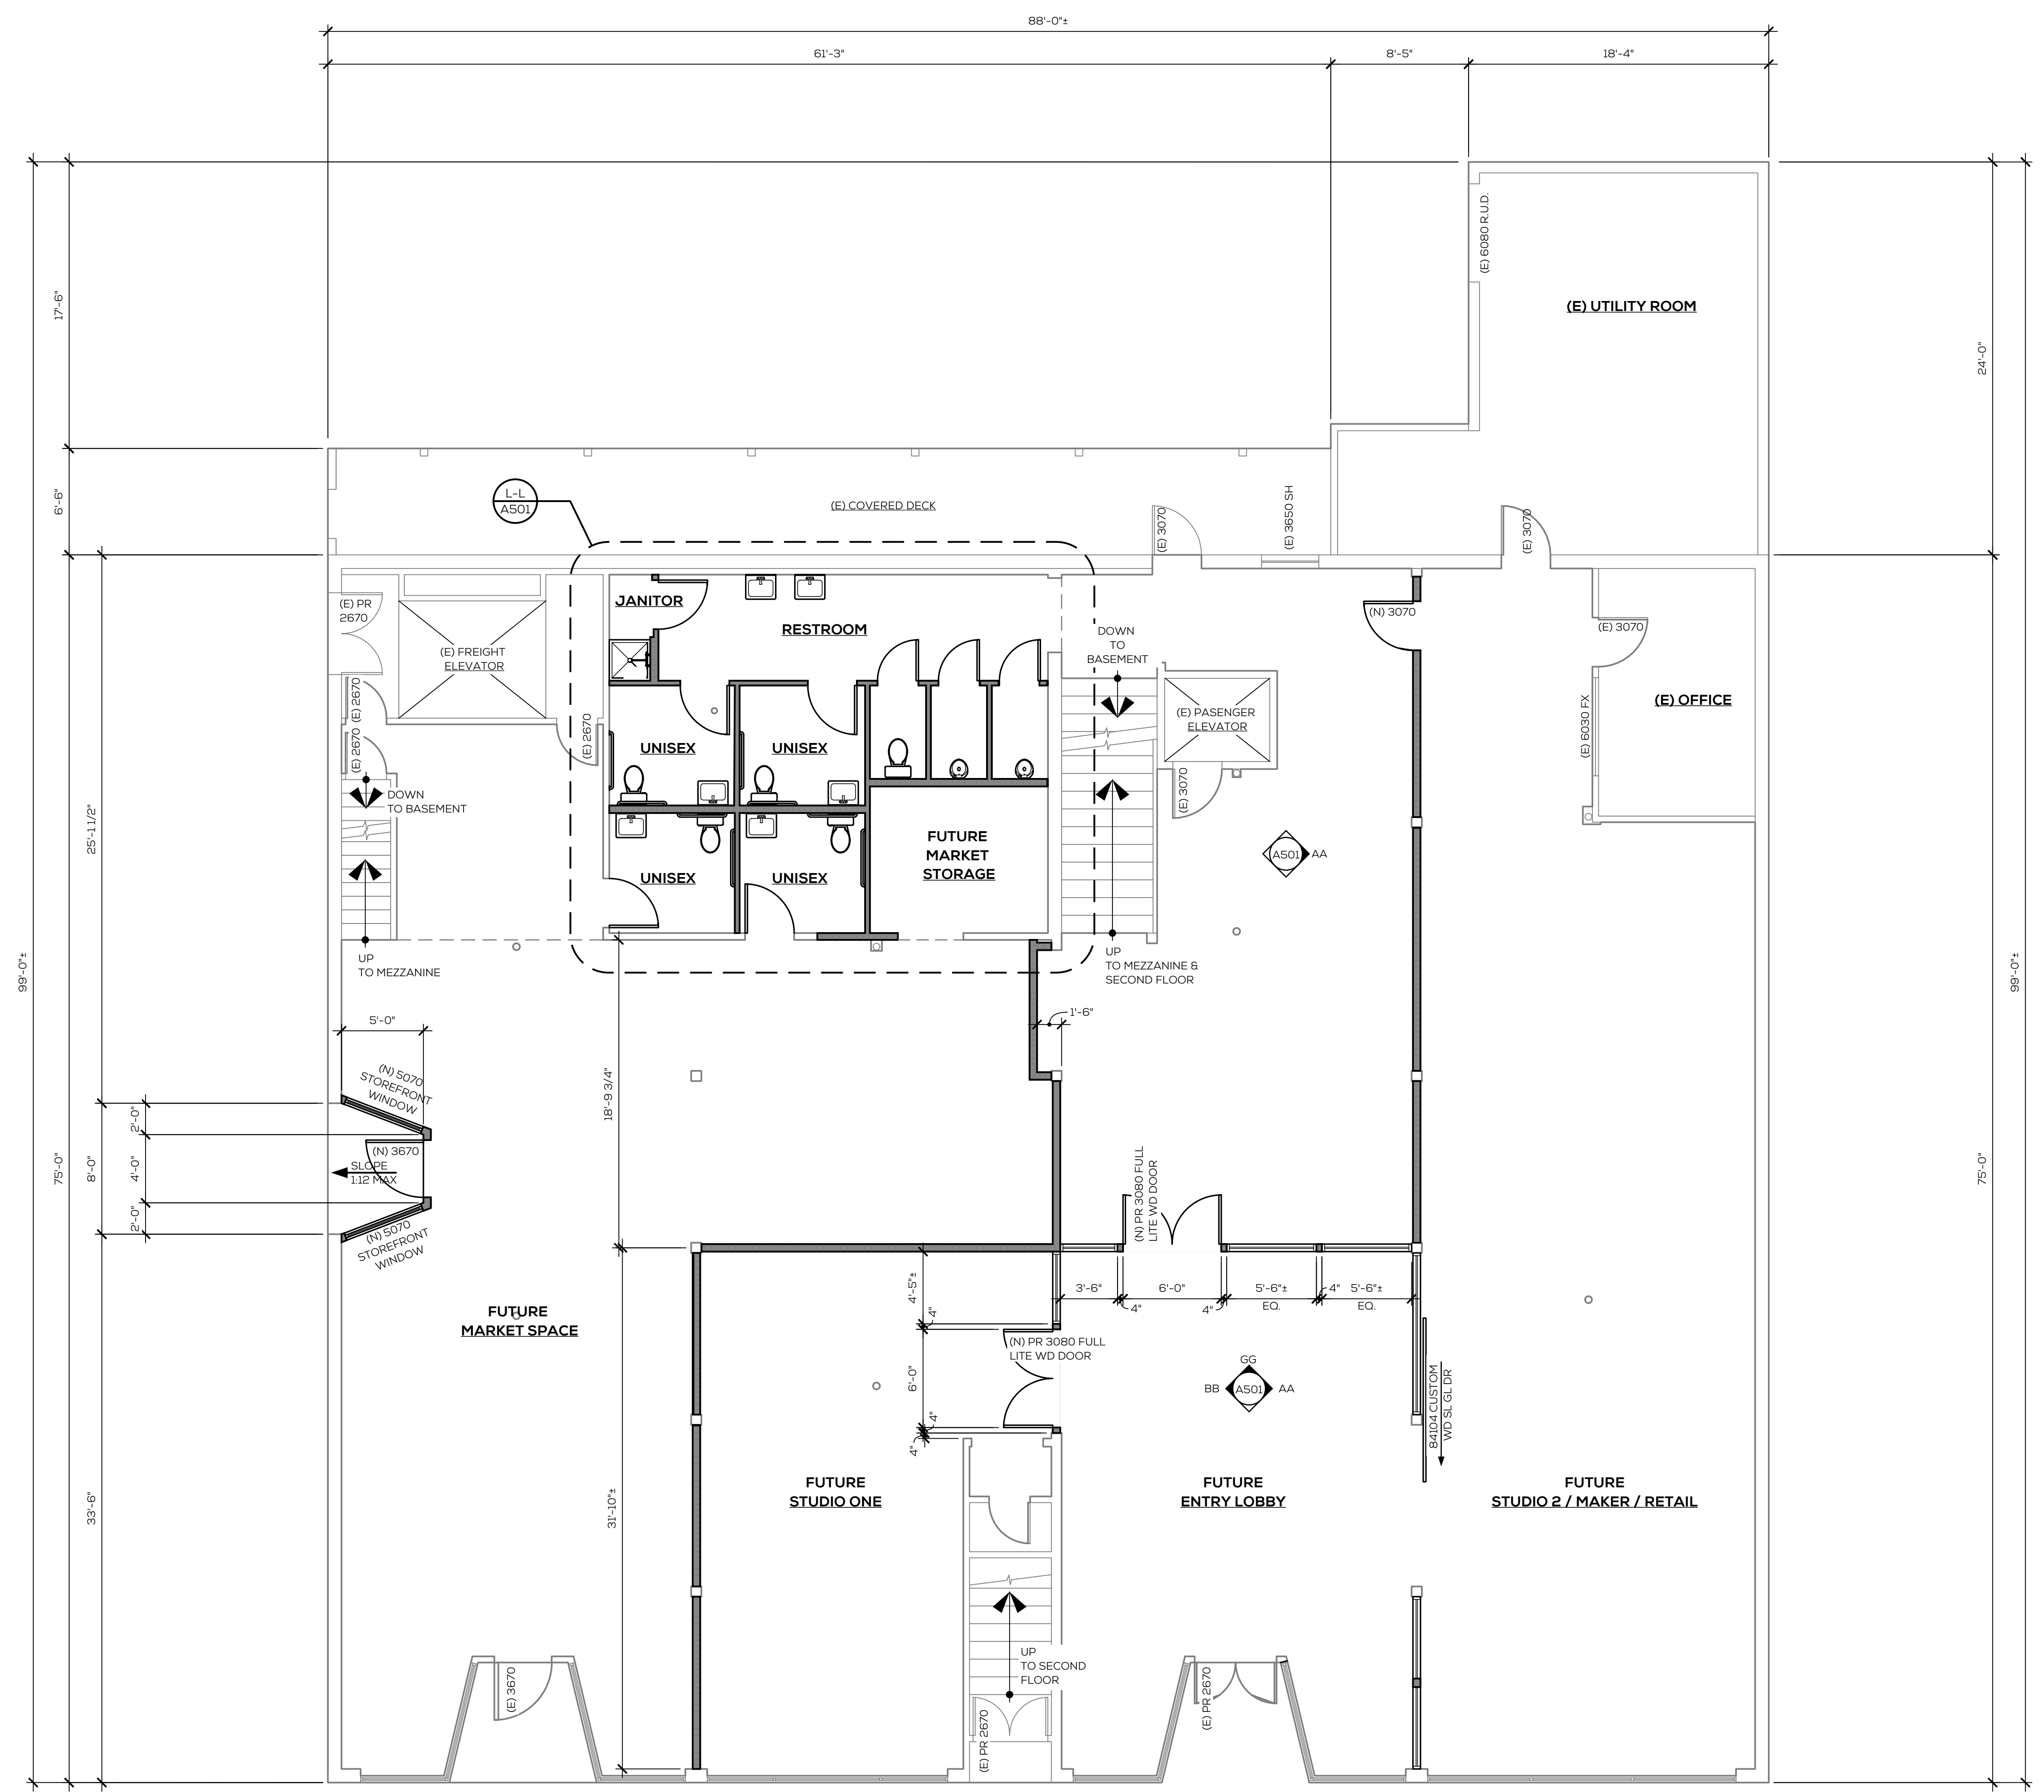 88'-0"±
61'-3"
8'-5"
18'-4"
(E) 6080 R.U.D.
17'-6"
(E) UTILITY ROOM
24'-0"
L-L
A501
6'-6"
(E) COVERED DECK
(E) 3070
(E) 3650 SH
(E) 3070
(E) PR
2670
JANITOR
RESTROOM
(N) 3070
(E) 3070
(E) FREIGHT
ELEVATOR
DOWN
TO
BASEMENT
(E) 2670
(E) 2670
(E) 2670
UNISEX
UNISEX
(E) PASENGER
ELEVATOR
(E) 6030 FX
(E) OFFICE
(E) 3070
DOWN
TO BASEMENT
25'-1 1/2"
FUTURE
MARKET
STORAGE
A501
AA
UNISEX
UNISEX
UP
TO MEZZANINE
UP
TO MEZZANINE &
SECOND FLOOR
99'-0"±
99'-0"±
5'-0"
1'-6"
(N) 5070
STOREFRONT
WINDOW
18'-9 3/4"
2'-0"
(N) 3670
SLOPE
1:12 MAX
75'-0"
8'-0"
4'-0"
75'-0"
2'-0"
(N) 5070
STOREFRONT
WINDOW
(N) PR 3080 FULL
LITE WD DOOR
4'-5"±
4"
3'-6"
4"
6'-0"
4"
5'-6"±
EQ.
4"
5'-6"±
EQ.
FUTURE
MARKET SPACE
(N) PR 3080 FULL
LITE WD DOOR
6'-0"
4"
4"
GG
BB
A501
AA
84104 CUSTOM
WD SL GL DR
33'-6"
31'-10"±
FUTURE
STUDIO ONE
FUTURE
ENTRY LOBBY
FUTURE
STUDIO 2 / MAKER / RETAIL
UP
TO SECOND
FLOOR
(E) 3670
(E) PR 2670
(E) PR 2670